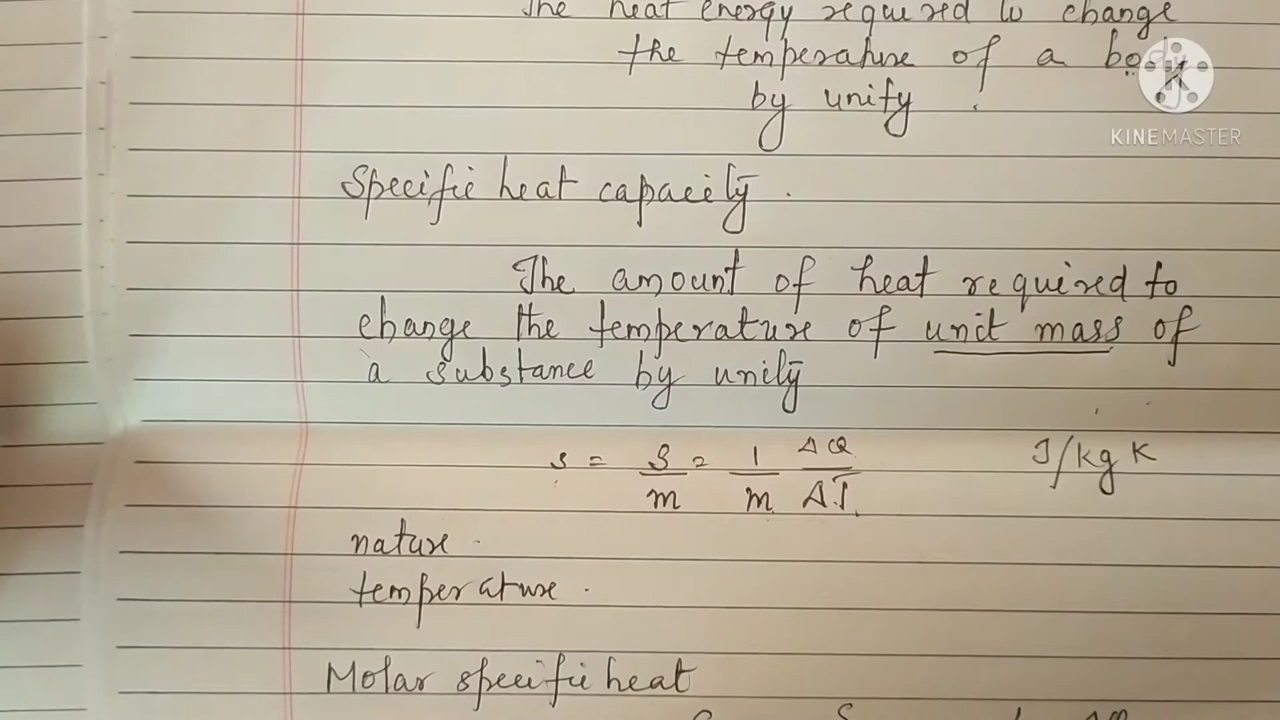 The heat energy required to change
the temperature of a body
by unify .
KINEMASTER
Specific heat capacity .
The amount of heat required to
change the temperature of unit mass of
a substance by unity
s = S/m = 1/m ΔQ/ΔT. J/kg K
nature .
temperature .
Molar specific heat